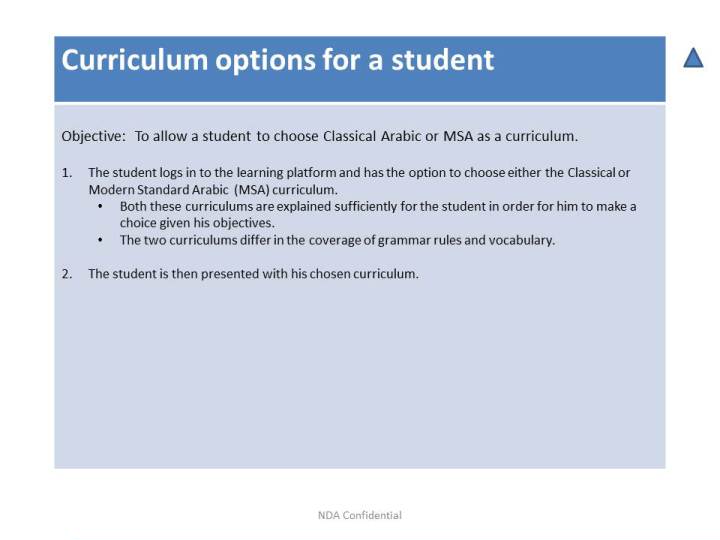 Curriculum options for a student
Objective:  To allow a student to choose Classical Arabic or MSA as a curriculum.
1. The student logs in to the learning platform and has the option to choose either the Classical or
Modern Standard Arabic (MSA) curriculum.
• Both these curriculums are explained sufficiently for the student in order for him to make a
choice given his objectives.
• The two curriculums differ in the coverage of grammar rules and vocabulary.
2. The student is then presented with his chosen curriculum.
NDA Confidential